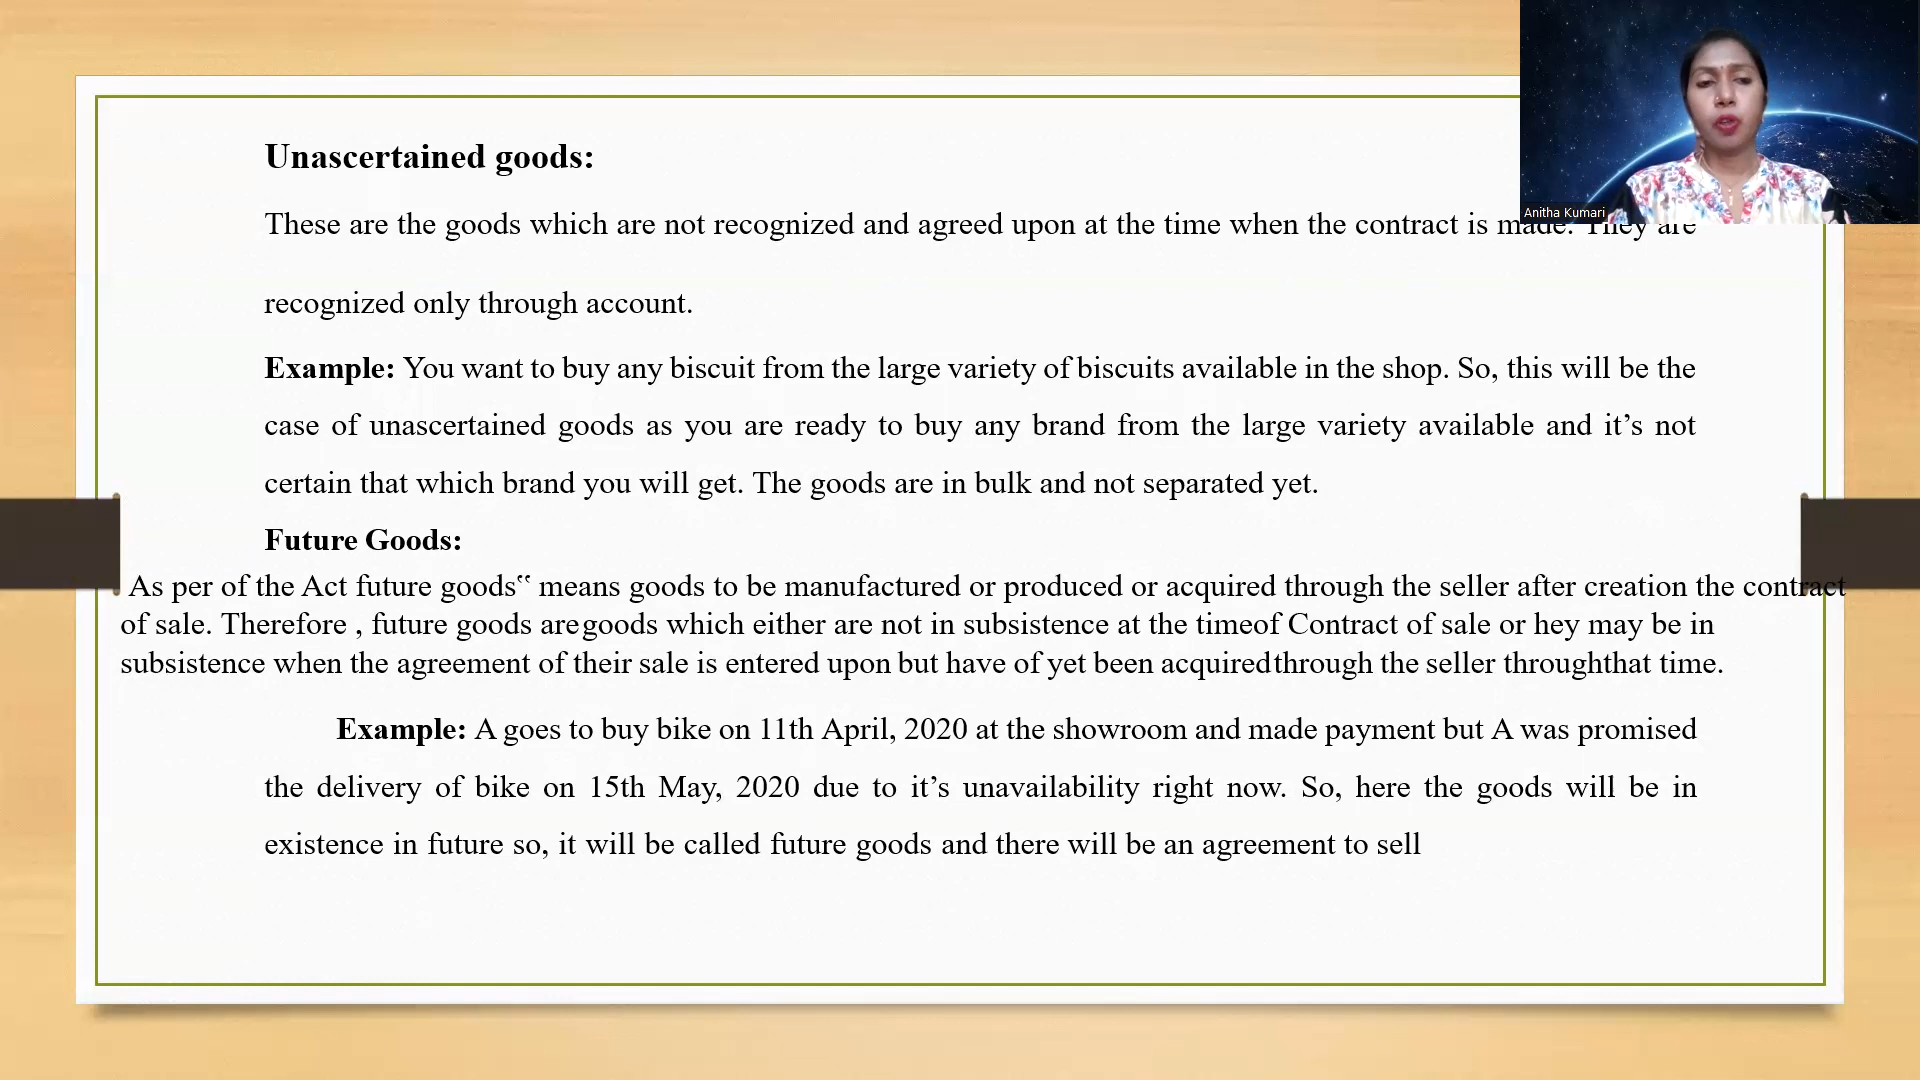 Unascertained goods:
Anitha Kumari
These are the goods which are not recognized and agreed upon at the time when the contract is made. They are
recognized only through account.
Example: You want to buy any biscuit from the large variety of biscuits available in the shop. So, this will be the
case of unascertained goods as you are ready to buy any brand from the large variety available and it’s not
certain that which brand you will get. The goods are in bulk and not separated yet.
Future Goods:
As per of the Act future goods‟ means goods to be manufactured or produced or acquired through the seller after creation the contract
of sale. Therefore , future goods aregoods which either are not in subsistence at the timeof Contract of sale or hey may be in
subsistence when the agreement of their sale is entered upon but have of yet been acquiredthrough the seller throughthat time.
Example: A goes to buy bike on 11th April, 2020 at the showroom and made payment but A was promised
the delivery of bike on 15th May, 2020 due to it’s unavailability right now. So, here the goods will be in
existence in future so, it will be called future goods and there will be an agreement to sell